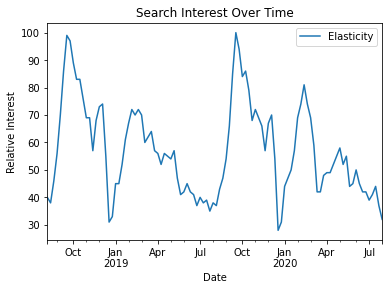 Search Interest Over Time
Elasticity
Relative Interest
100
90
80
70
60
50
40
30
Oct
Jan
2019
Apr
Jul
Oct
Jan
2020
Apr
Jul
Date